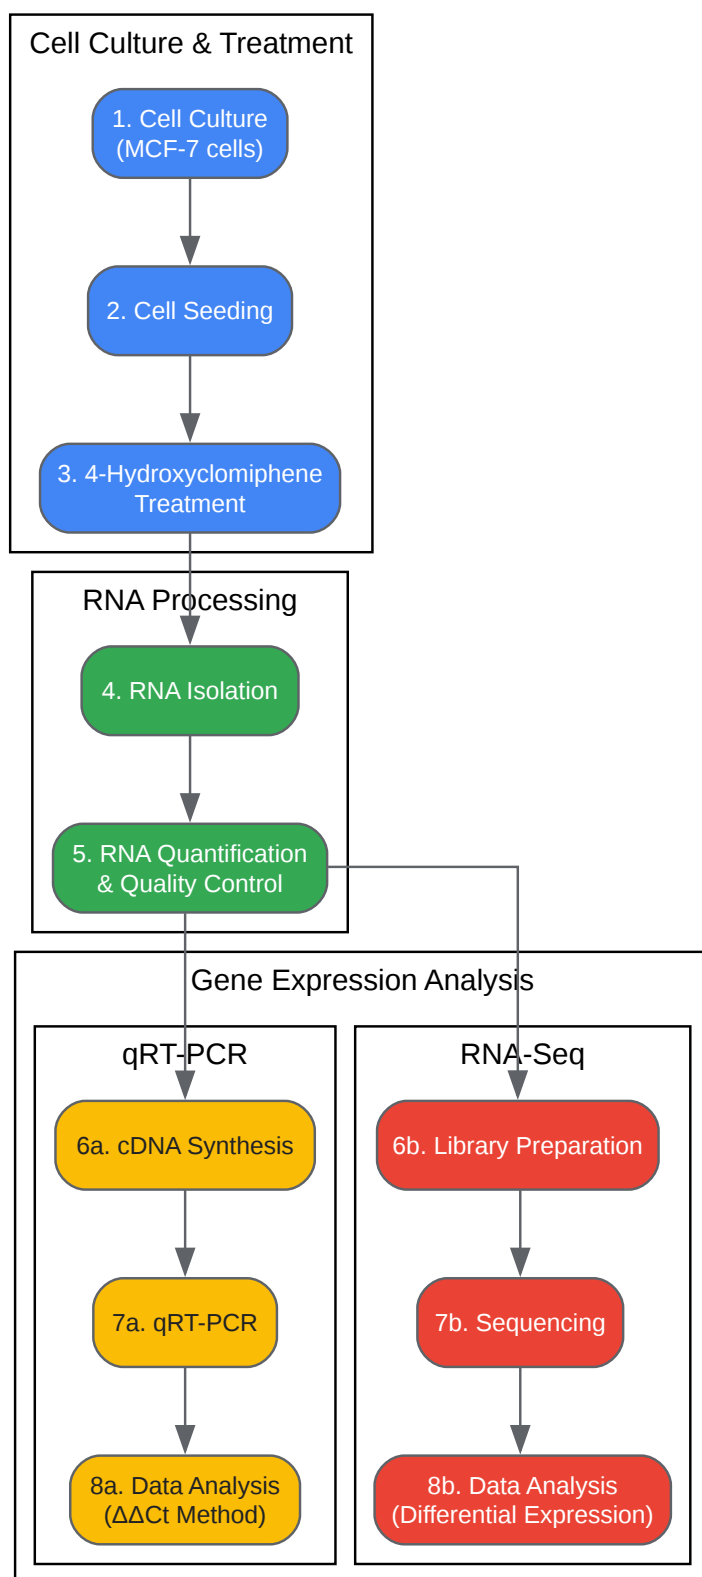 Cell Culture & Treatment
1. Cell Culture
(MCF-7 cells)
2. Cell Seeding
3. 4-Hydroxyclomiphene
Treatment
RNA Processing
4. RNA Isolation
5. RNA Quantification
& Quality Control
Gene Expression Analysis
qRT-PCR
6a. cDNA Synthesis
7a. qRT-PCR
8a. Data Analysis
(ΔΔCt Method)
RNA-Seq
6b. Library Preparation
7b. Sequencing
8b. Data Analysis
(Differential Expression)